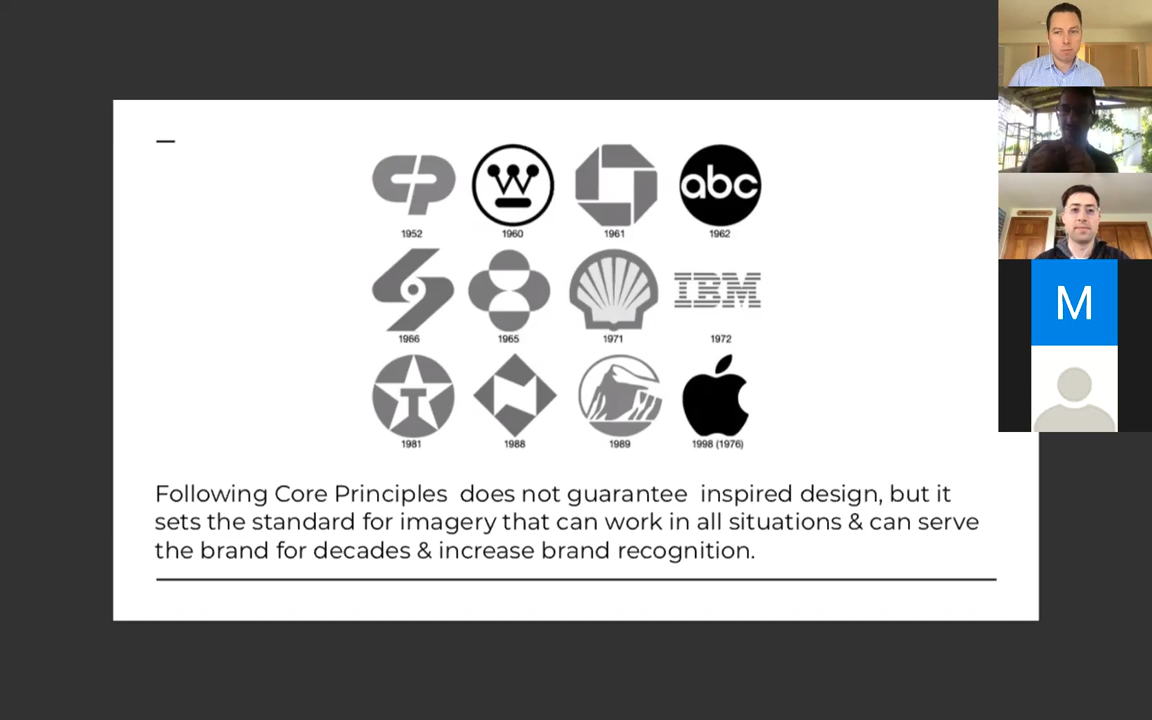 abc
1952 1960 1961 1962
IBM
1966 1965 1971 1972
T
1981 1988 1989 1998 (1976)
Following Core Principles does not guarantee inspired design, but it
sets the standard for imagery that can work in all situations & can serve
the brand for decades & increase brand recognition.
M